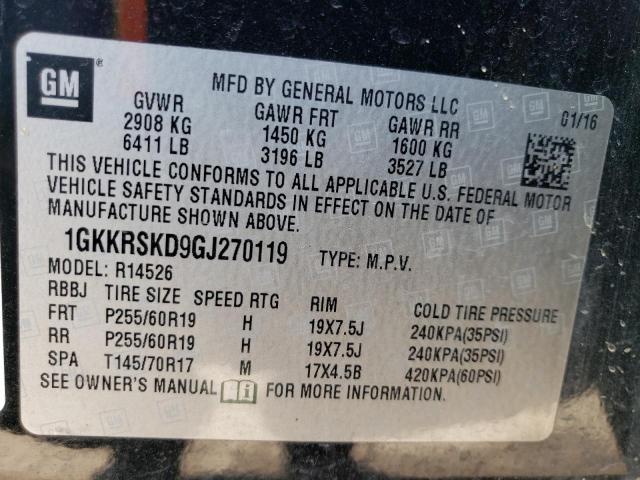 GM ®
MFD BY GENERAL MOTORS LLC
GVWR GAWR FRT GAWR RR 01/16
2908 KG 1450 KG 1600 KG
6411 LB 3196 LB 3527 LB
THIS VEHICLE CONFORMS TO ALL APPLICABLE U.S. FEDERAL MOTOR
VEHICLE SAFETY STANDARDS IN EFFECT ON THE DATE OF
MANUFACTURE SHOWN ABOVE.
1GKKRSKD9GJ270119 TYPE: M.P.V.
MODEL: R14526
RBBJ TIRE SIZE SPEED RTG RIM COLD TIRE PRESSURE
FRT P255/60R19 H 19X7.5J 240KPA(35PSI)
RR P255/60R19 H 19X7.5J 240KPA(35PSI)
SPA T145/70R17 M 17X4.5B 420KPA(60PSI)
SEE OWNER'S MANUAL FOR MORE INFORMATION.